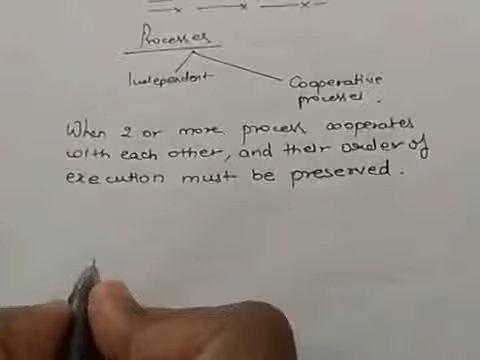 Processes
Independent
Cooperative
processes.
When 2 or more process cooperates
with each other, and their order of
execution must be preserved.